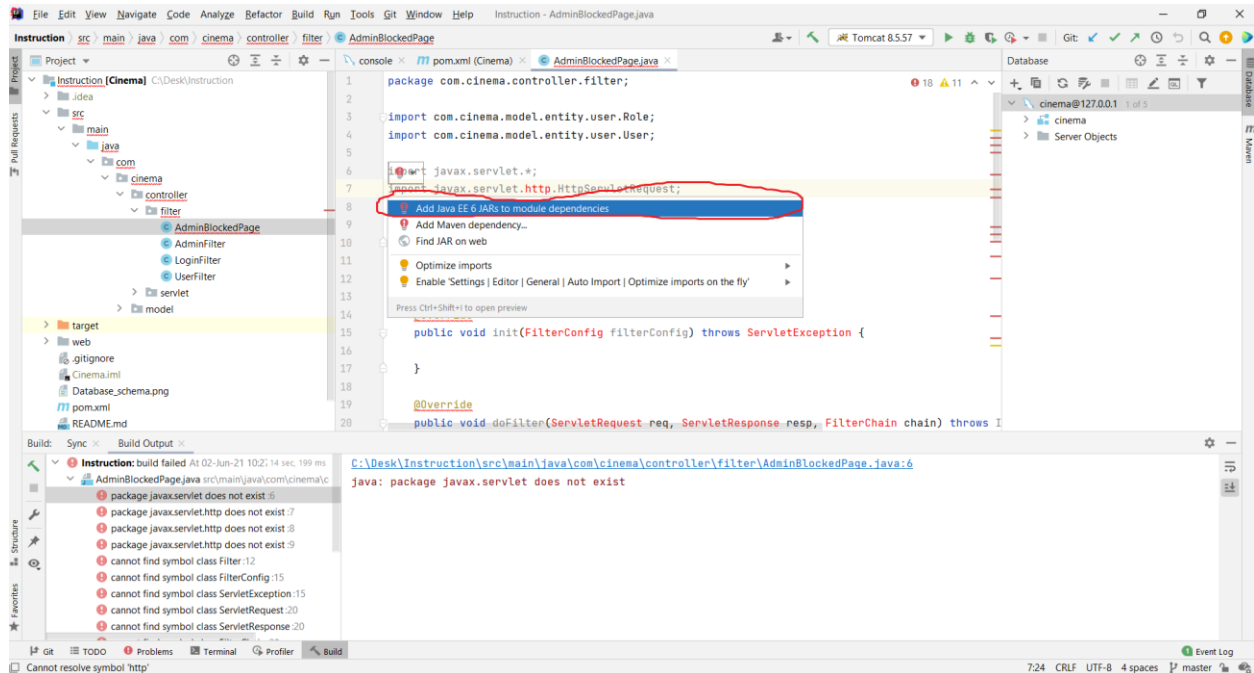 File Edit View Navigate Code Analyze Refactor Build Run Tools Git Window Help Instruction - AdminBlockedPage.java
Instruction src main java com cinema controller filter AdminBlockedPage Tomcat 8.5.57 Git:
Project
console pom.xml (Cinema) AdminBlockedPage.java
Database
Project
Pull Requests
Structure
Favorites
Instruction [Cinema] C:\Desk\Instruction
.idea
src
main
java
com
cinema
controller
filter
AdminBlockedPage
AdminFilter
LoginFilter
UserFilter
servlet
model
target
web
.gitignore
Cinema.iml
Database_schema.png
pom.xml
README.md
18 11
1 package com.cinema.controller.filter;
2
3 import com.cinema.model.entity.user.Role;
4 import com.cinema.model.entity.user.User;
5
6 import javax.servlet.*;
7 import javax.servlet.http.HttpServletRequest;
8
9
10
11
12
13
14
15 public void init(FilterConfig filterConfig) throws ServletException {
16
17 }
18
19 @Override
20 public void doFilter(ServletRequest req, ServletResponse resp, FilterChain chain) throws I
Add Java EE 6 JARs to module dependencies
Add Maven dependency...
Find JAR on web
Optimize imports
Enable 'Settings | Editor | General | Auto Import | Optimize imports on the fly'
Press Ctrl+Shift+I to open preview
cinema@127.0.0.1 1 of 5
cinema
Server Objects
Database
Maven
Build: Sync Build Output
Instruction: build failed At 02-Jun-21 10:2 14 sec, 199 ms
AdminBlockedPage.java src\main\java\com\cinema\c
package javax.servlet does not exist :6
package javax.servlet.http does not exist :7
package javax.servlet.http does not exist :8
package javax.servlet.http does not exist :9
cannot find symbol class Filter :12
cannot find symbol class FilterConfig :15
cannot find symbol class ServletException :15
cannot find symbol class ServletRequest :20
cannot find symbol class ServletResponse :20
C:\Desk\Instruction\src\main\java\com\cinema\controller\filter\AdminBlockedPage.java:6
java: package javax.servlet does not exist
Git TODO Problems Terminal Profiler Build Event Log
Cannot resolve symbol 'http' 7:24 CRLF UTF-8 4 spaces master